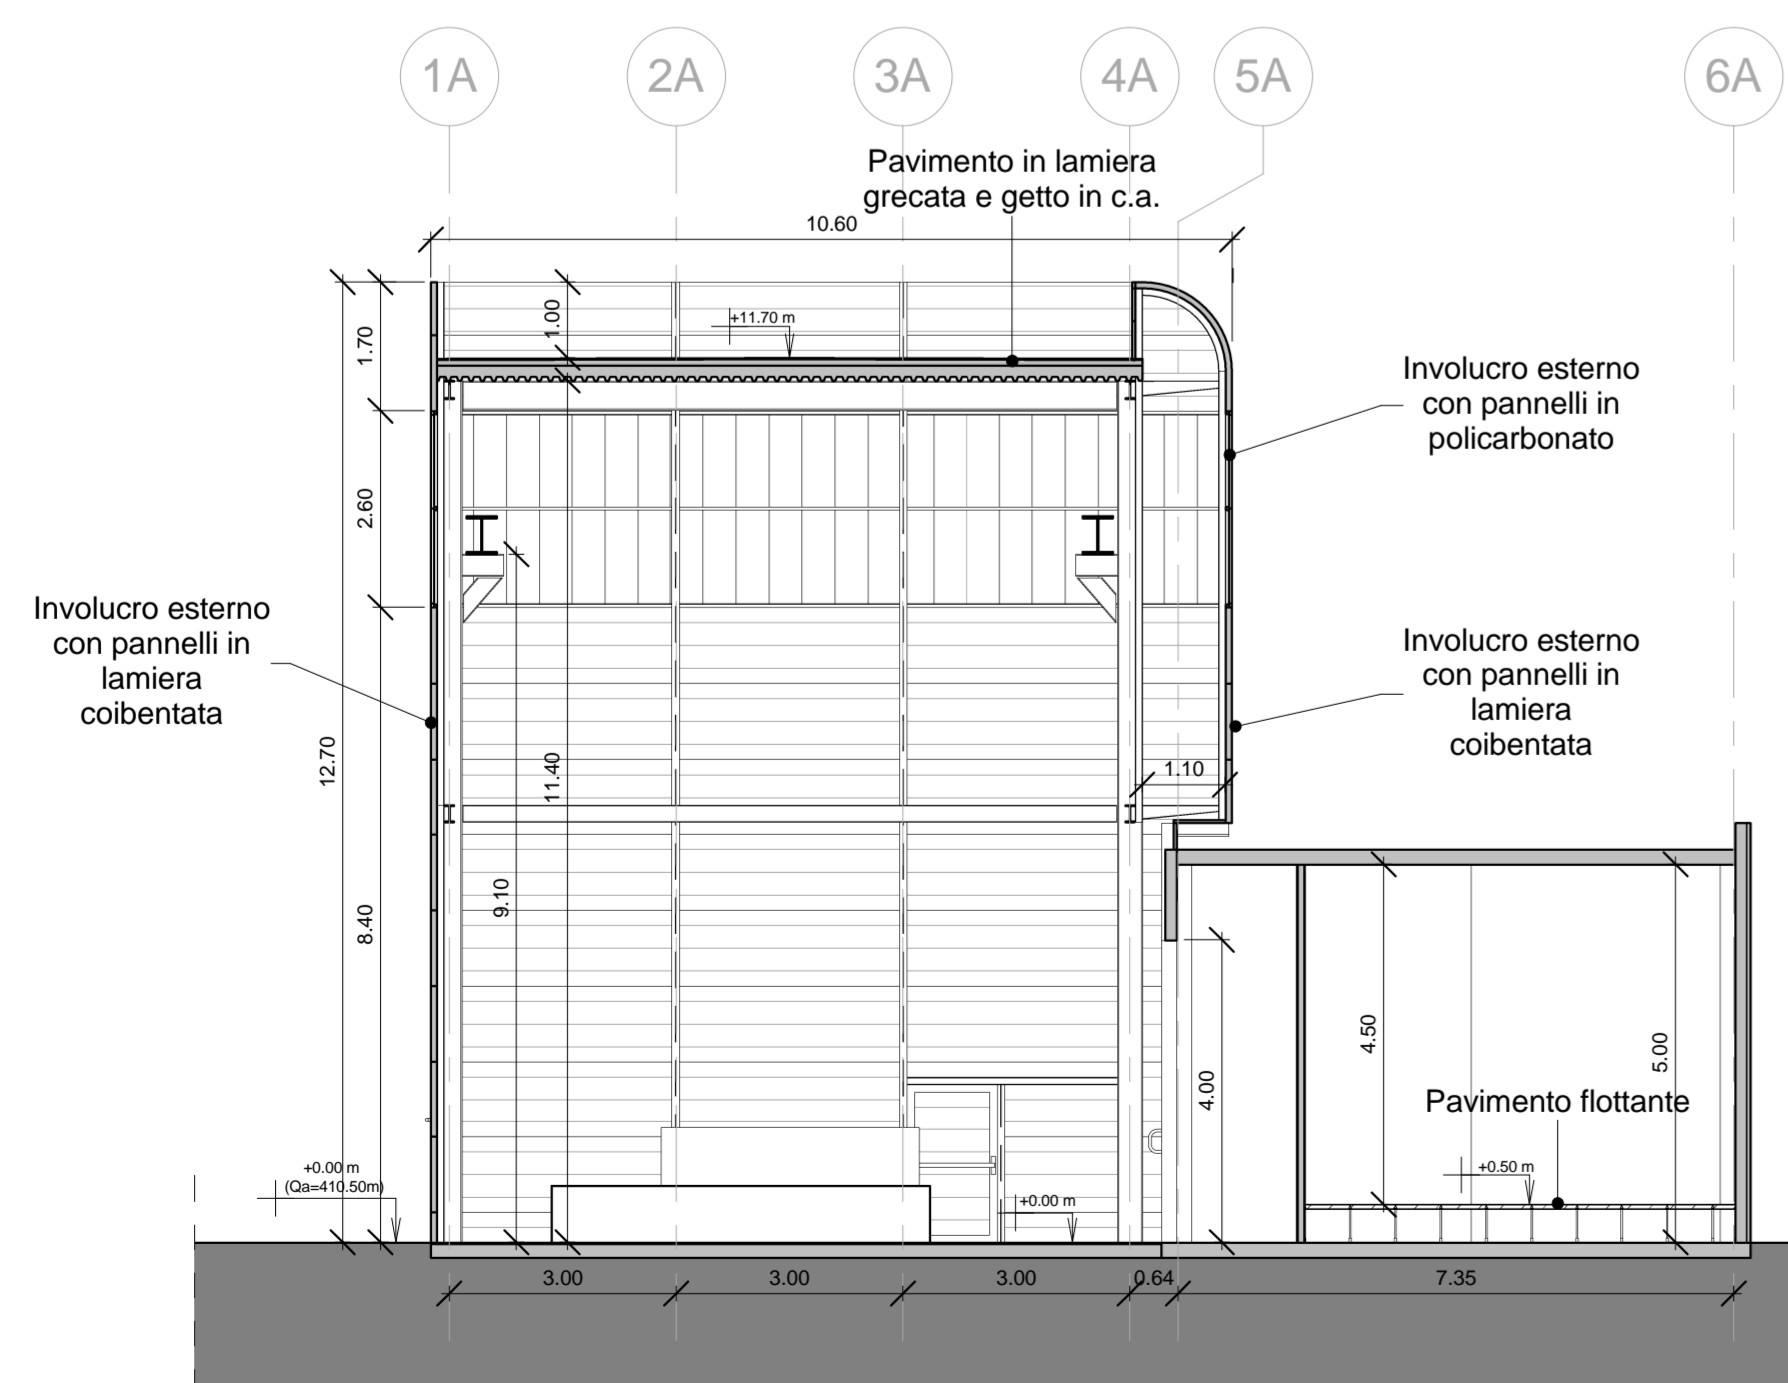 1A
2A
3A
4A
5A
6A
Pavimento in lamiera
grecata e getto in c.a.
10.60
1.00
+11.70 m
1.70
Involucro esterno
con pannelli in
policarbonato
2.60
Involucro esterno
con pannelli in
lamiera
coibentata
Involucro esterno
con pannelli in
lamiera
coibentata
12.70
11.40
1.10
9.10
8.40
4.50
5.00
4.00
Pavimento flottante
+0.00 m
(Qa=410.50m)
+0.50 m
+0.00 m
3.00
3.00
3.00
0.64
7.35